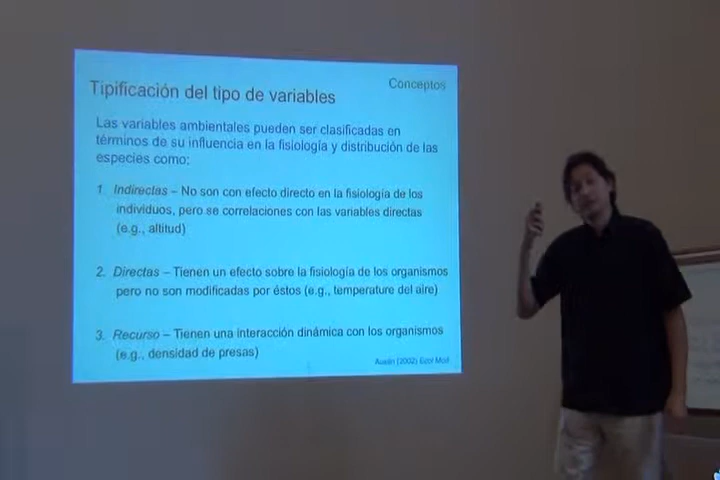 Conceptos
Tipificación del tipo de variables
Las variables ambientales pueden ser clasificadas en
términos de su influencia en la fisiología y distribución de las
especies como:
1. Indirectas – No son con efecto directo en la fisiología de los
individuos, pero se correlaciones con las variables directas
(e.g., altitud)
2. Directas – Tienen un efecto sobre la fisiología de los organismos
pero no son modificadas por éstos (e.g., temperature del aire)
3. Recurso – Tienen una interacción dinámica con los organismos
(e.g., densidad de presas)
Austin (2002) Ecol Mod